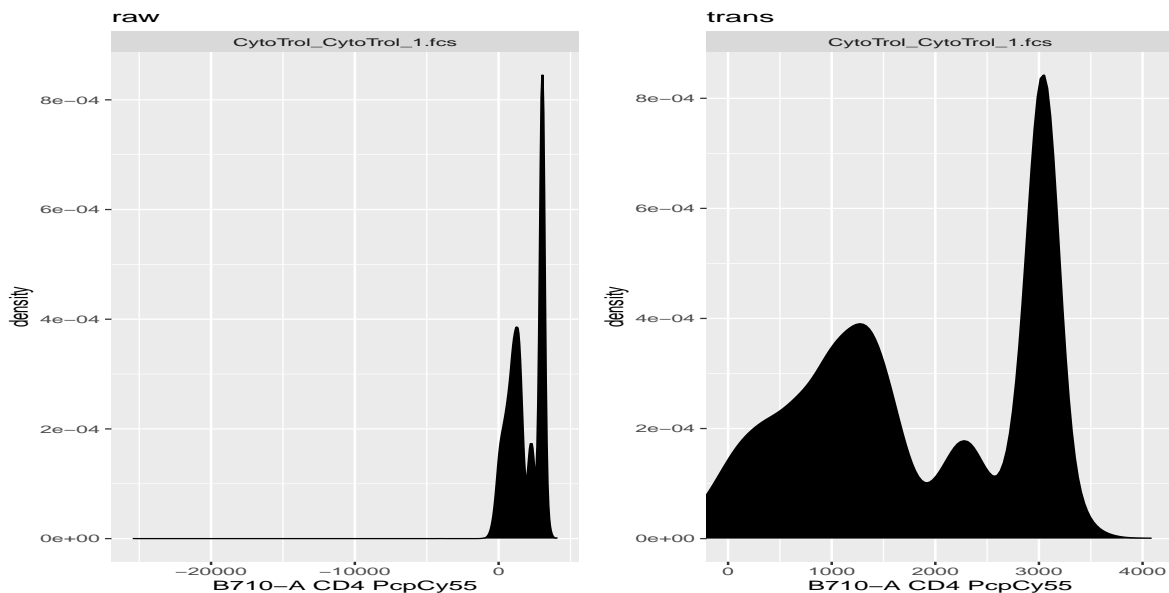 raw
CytoTrol_CytoTrol_1.fcs
8e−04
6e−04
4e−04
2e−04
0e+00
density
−20000 −10000 0
B710−A CD4 PcpCy55
trans
CytoTrol_CytoTrol_1.fcs
8e−04
6e−04
4e−04
2e−04
0e+00
density
0 1000 2000 3000 4000
B710−A CD4 PcpCy55